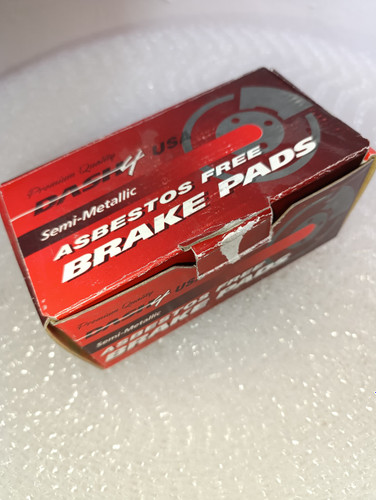 Premium Quality
DASH4 USA
Semi-Metallic
ASBESTOS FREE
BRAKE PADS
Premium Quality
USA
Semi-Metallic
ASBESTOS FREE
BRAKE PADS